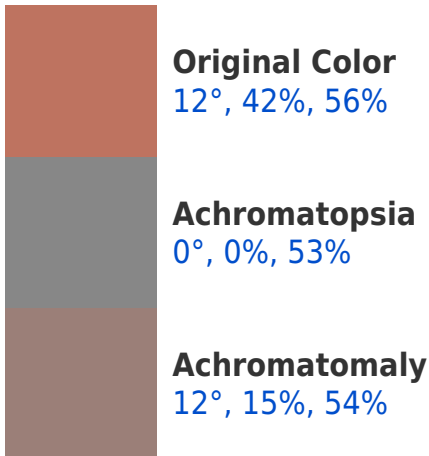 Original Color
12°, 42%, 56%
Achromatopsia
0°, 0%, 53%
Achromatomaly
12°, 15%, 54%